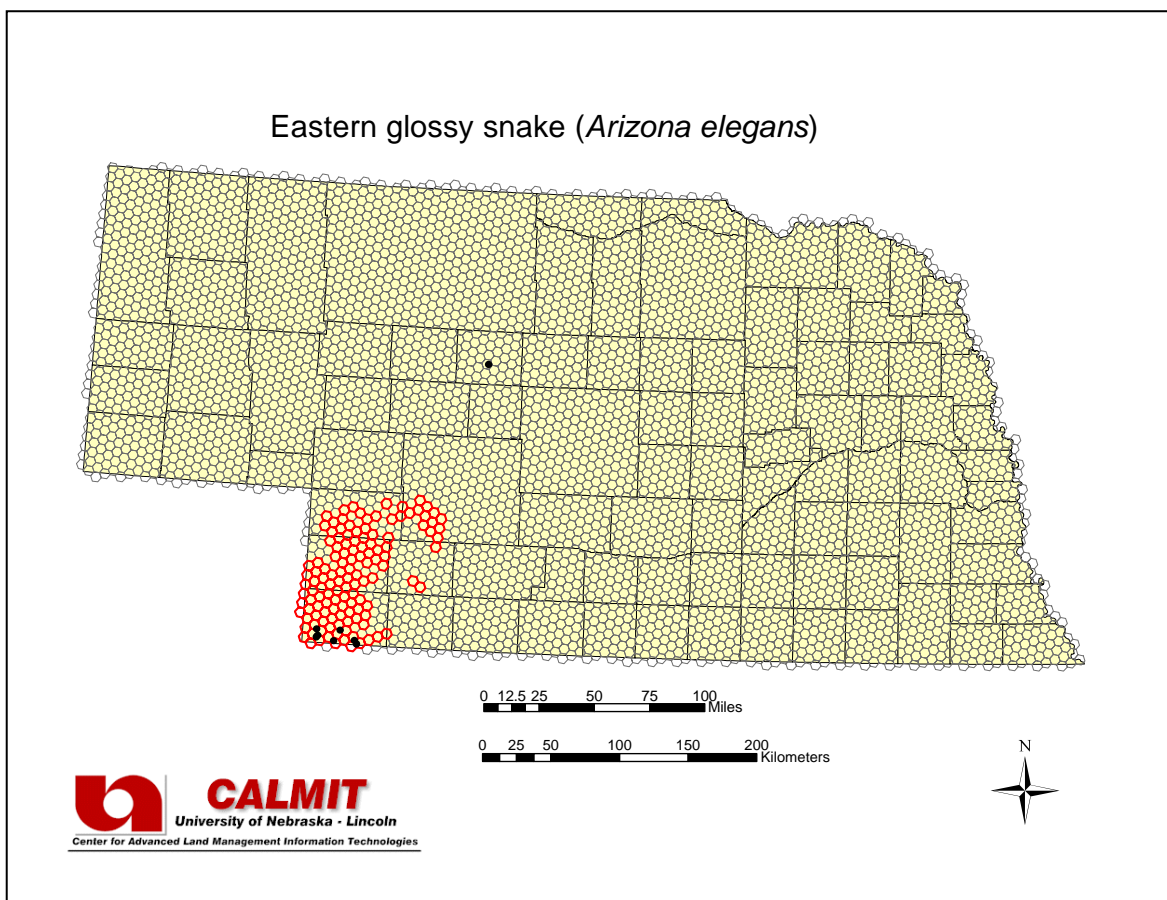 Eastern glossy snake (Arizona elegans)
0 12.5 25 50 75 100
Miles
0 25 50 100 150 200
Kilometers
N
CALMIT
University of Nebraska - Lincoln
Center for Advanced Land Management Information Technologies